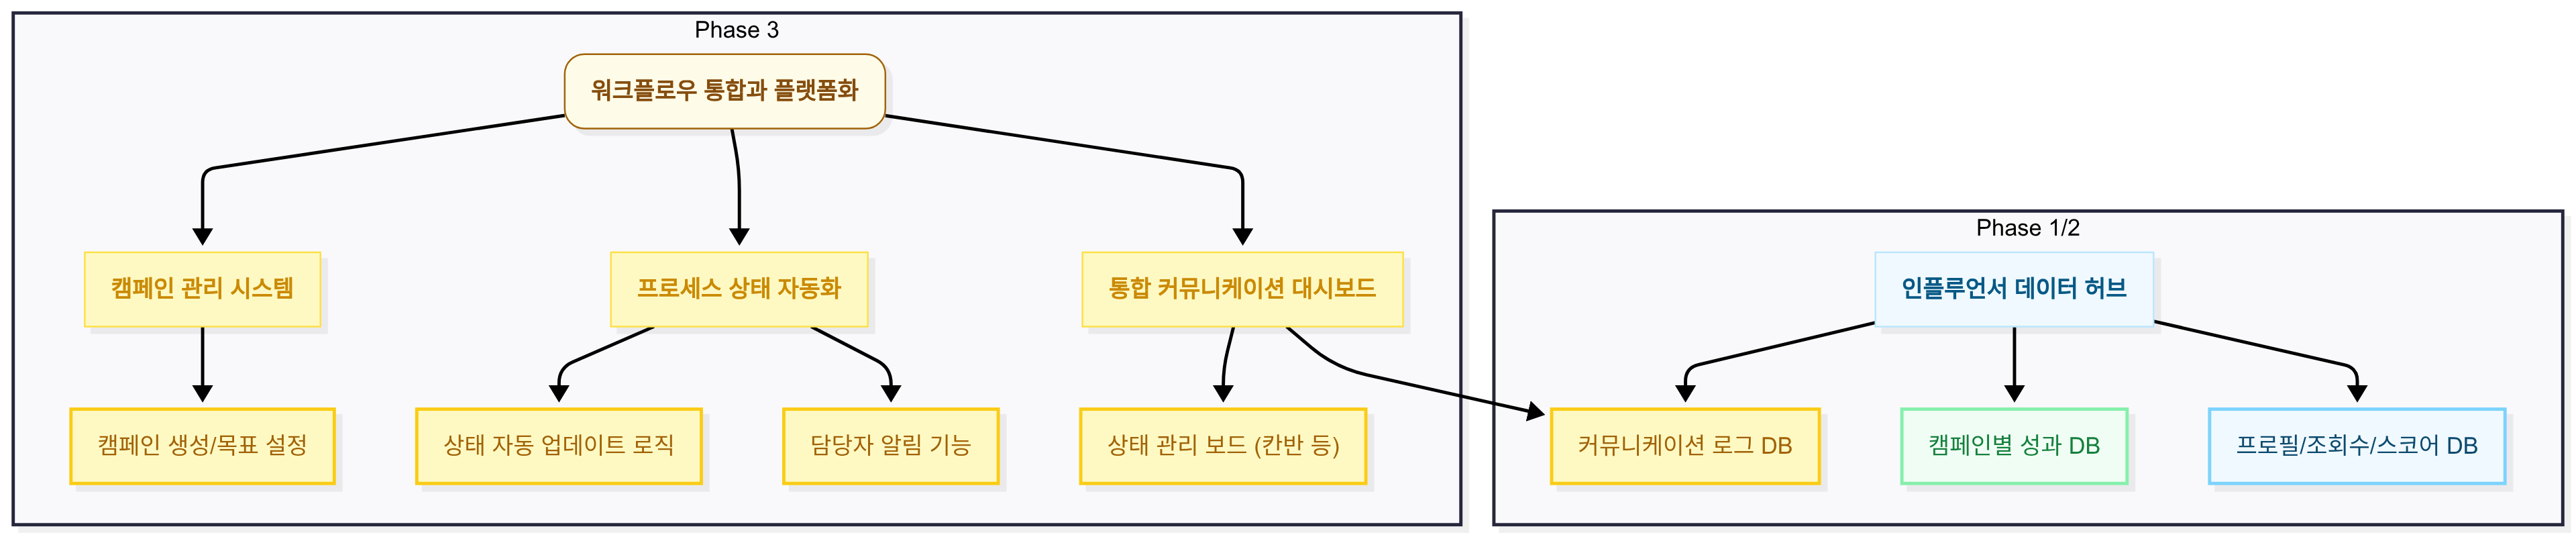 Phase 3
워크플로우 통합과 플랫폼화
캠페인 관리 시스템
프로세스 상태 자동화
통합 커뮤니케이션 대시보드
캠페인 생성/목표 설정
상태 자동 업데이트 로직
담당자 알림 기능
상태 관리 보드 (칸반 등)
Phase 1/2
인플루언서 데이터 허브
커뮤니케이션 로그 DB
캠페인별 성과 DB
프로필/조회수/스코어 DB